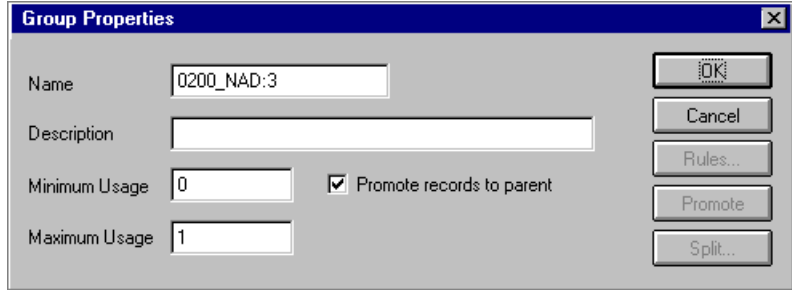 Group Properties
Name 0200_NAD:3 OK
Description Cancel
Rules...
Minimum Usage 0 Promote records to parent
Promote
Maximum Usage 1 Split...